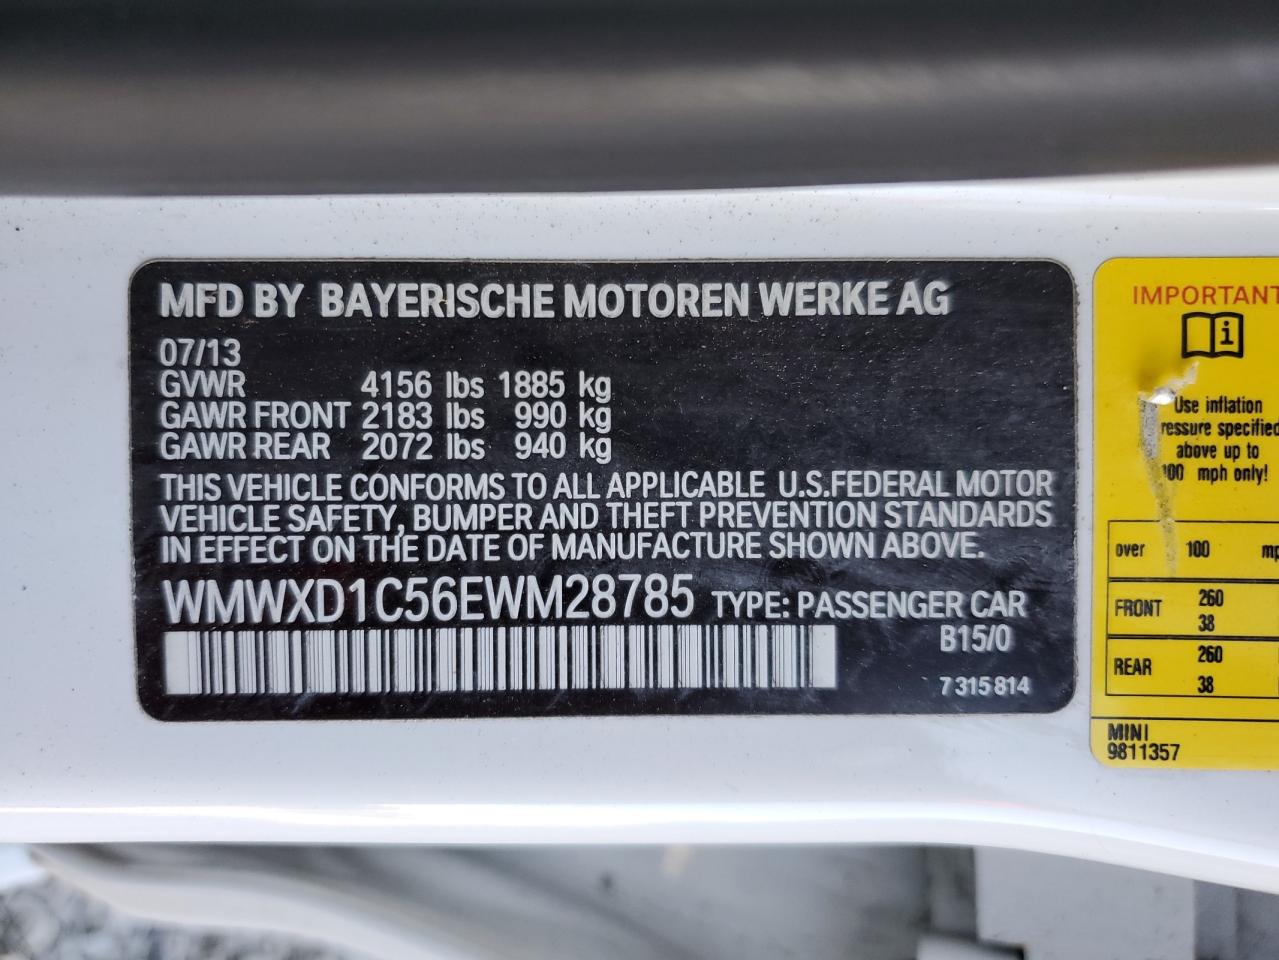 MFD BY BAYERISCHE MOTOREN WERKE AG
07/13
GVWR 4156 lbs 1885 kg
GAWR FRONT 2183 lbs 990 kg
GAWR REAR 2072 lbs 940 kg
THIS VEHICLE CONFORMS TO ALL APPLICABLE U.S.FEDERAL MOTOR
VEHICLE SAFETY, BUMPER AND THEFT PREVENTION STANDARDS
IN EFFECT ON THE DATE OF MANUFACTURE SHOWN ABOVE.
WMWXD1C56EWM28785 TYPE: PASSENGER CAR
B15/0
7 315 814
IMPORTANT
i
Use inflation
ressure specified
above up to
00 mph only!
over 100 mp
FRONT 260
38
REAR 260
38
MINI
9811357